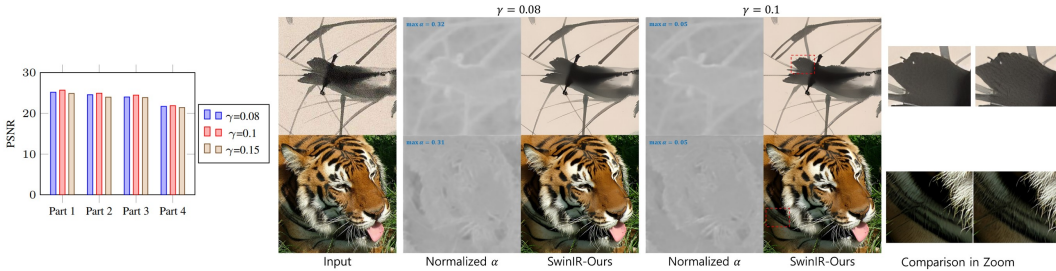 30
20
10
0
PSNR
Part 1 Part 2 Part 3 Part 4
γ=0.08
γ=0.1
γ=0.15
γ = 0.08
γ = 0.1
max α = 0.32
max α = 0.05
max α = 0.31
max α = 0.05
Input
Normalized α
SwinIR-Ours
Normalized α
SwinIR-Ours
Comparison in Zoom